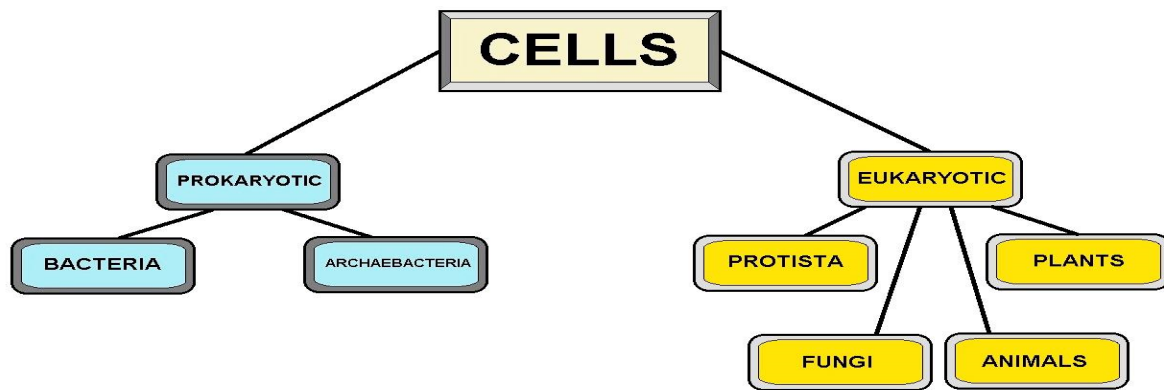 CELLS
PROKARYOTIC
EUKARYOTIC
BACTERIA
ARCHAEBACTERIA
PROTISTA
PLANTS
FUNGI
ANIMALS